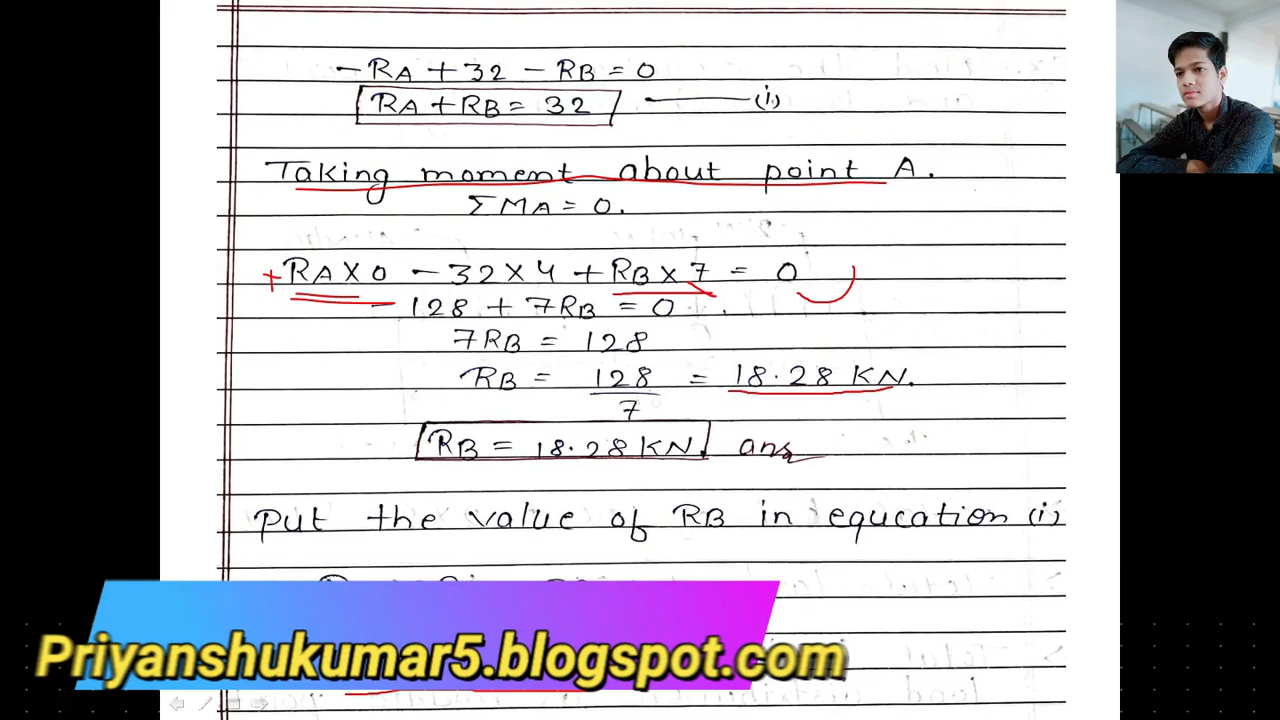 -RA + 32 - RB = 0
RA + RB = 32 ——— (i)
Taking moment about point A.
ΣMA = 0.
+RA X 0 - 32 X 4 + RB X 7 = 0
- 128 + 7RB = 0
7RB = 128
RB = 128/7 = 18.28 KN.
RB = 18.28 KN. ans
Put the value of RB in equcation (i)
Priyanshukumar5.blogspot.com